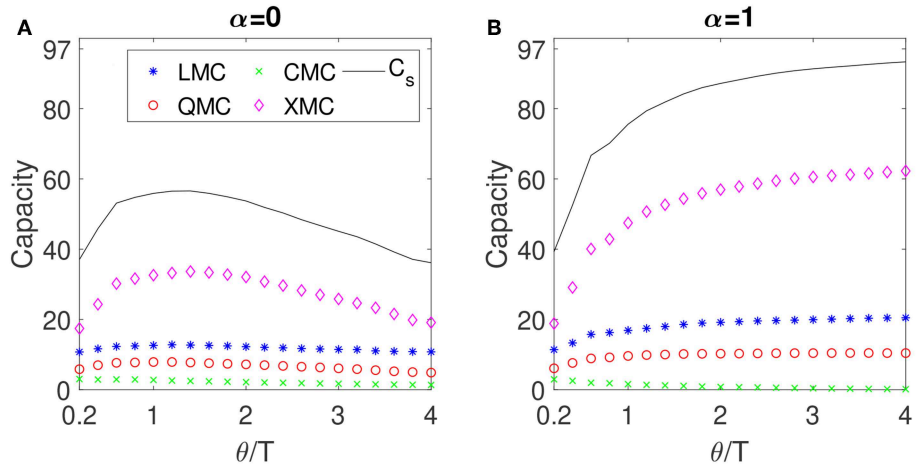 A
α=0
97
80
60
40
20
0
Capacity
LMC CMC C_s
QMC XMC
0.2 1 2 3 4
θ/T
B
α=1
97
80
60
40
20
0
Capacity
0.2 1 2 3 4
θ/T